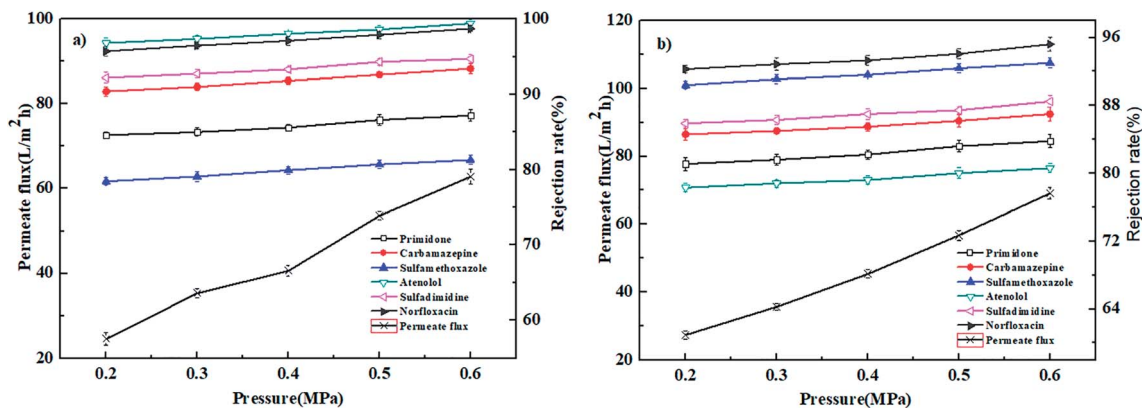 a)
Permeate flux(L/m²h)
100
80
60
40
20
Rejection rate(%)
100
90
80
70
60
Primidone
Carbamazepine
Sulfamethoxazole
Atenolol
Sulfadimidine
Norfloxacin
Permeate flux
0.2 0.3 0.4 0.5 0.6
Pressure(MPa)
b)
Permeate flux(L/m²h)
120
100
80
60
40
20
Rejection rate(%)
96
88
80
72
64
Primidone
Carbamazepine
Sulfamethoxazole
Atenolol
Sulfadimidine
Norfloxacin
Permeate flux
0.2 0.3 0.4 0.5 0.6
Pressure(MPa)